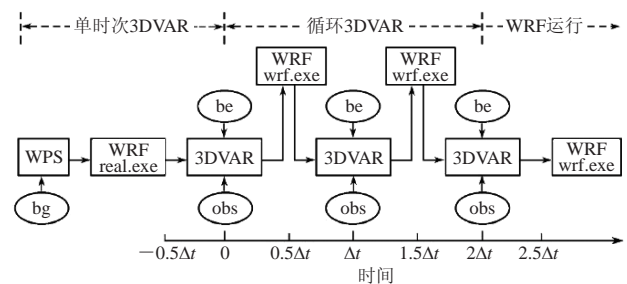 单时次3DVAR
循环3DVAR
WRF运行
WRF
wrf.exe
WRF
wrf.exe
be
be
be
WPS
WRF
real.exe
3DVAR
3DVAR
3DVAR
WRF
wrf.exe
bg
obs
obs
obs
−0.5Δt
0
0.5Δt
Δt
1.5Δt
2Δt
2.5Δt
时间